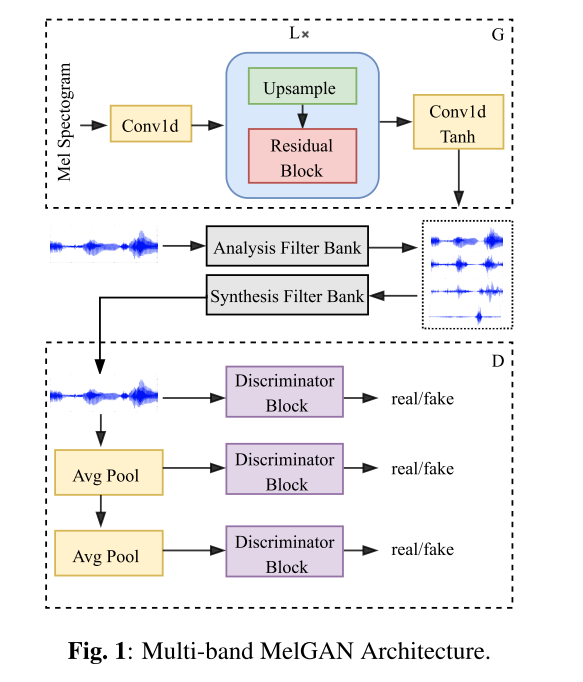 L×
G
Mel Spectogram
Conv1d
Upsample
Residual
Block
Conv1d
Tanh
Analysis Filter Bank
Synthesis Filter Bank
D
Discriminator
Block
real/fake
Avg Pool
Discriminator
Block
real/fake
Avg Pool
Discriminator
Block
real/fake
Fig. 1: Multi-band MelGAN Architecture.